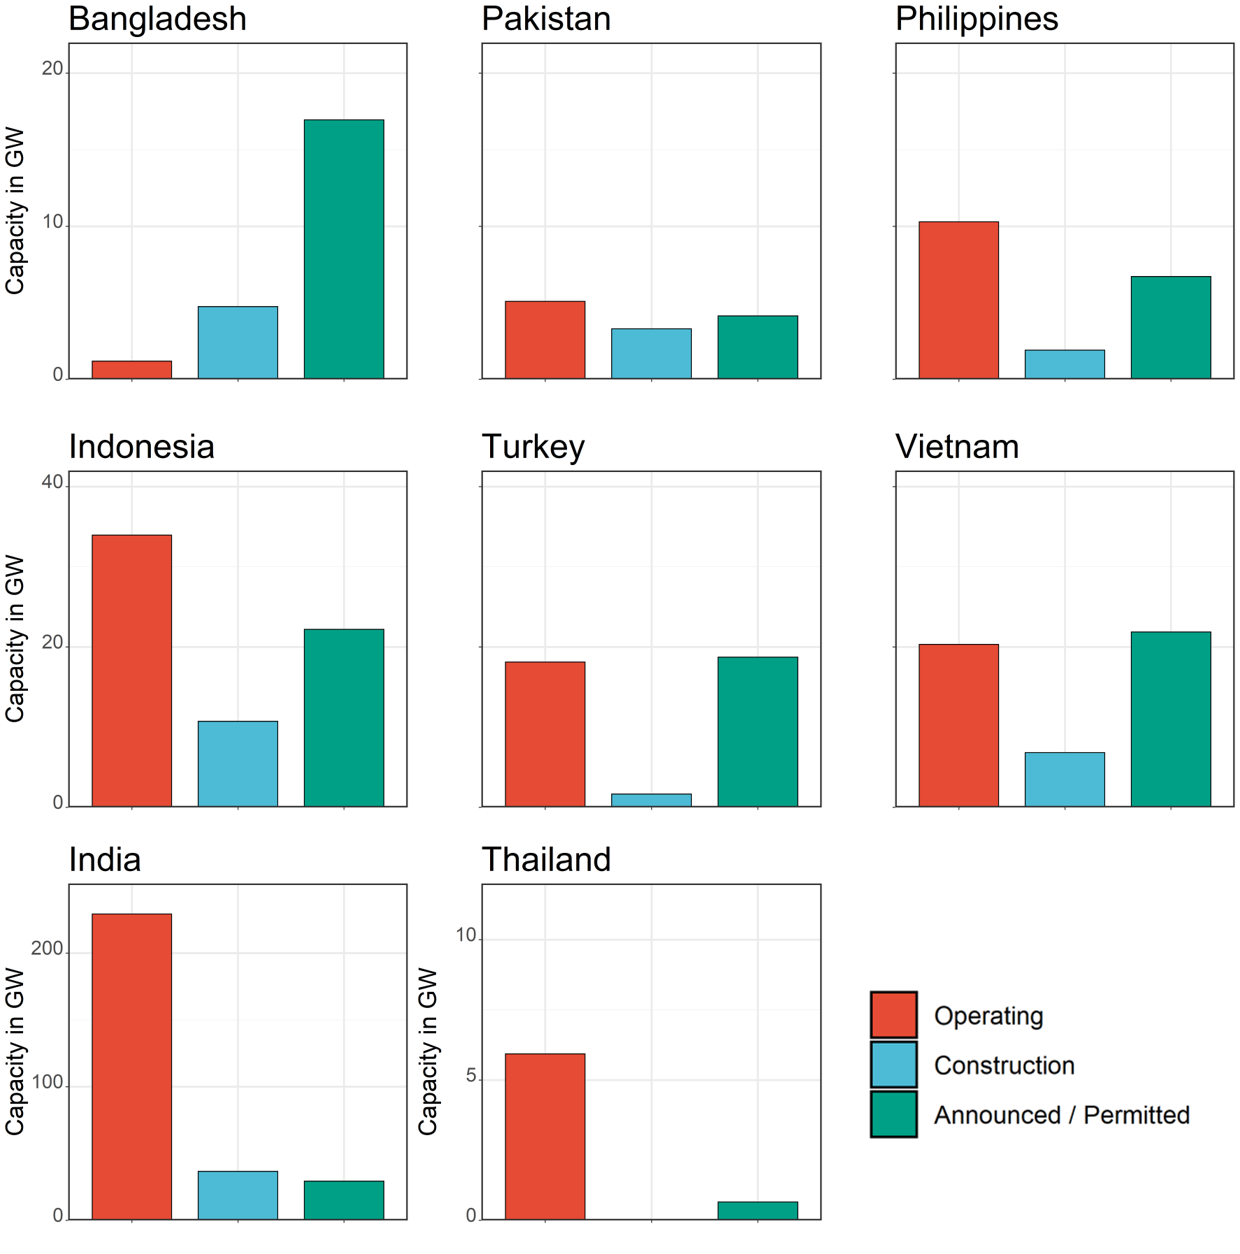 Bangladesh
Pakistan
Philippines
Capacity in GW
20
10
0
Indonesia
Turkey
Vietnam
Capacity in GW
40
20
0
India
Thailand
Capacity in GW
200
100
0
Capacity in GW
10
5
0
Operating
Construction
Announced / Permitted